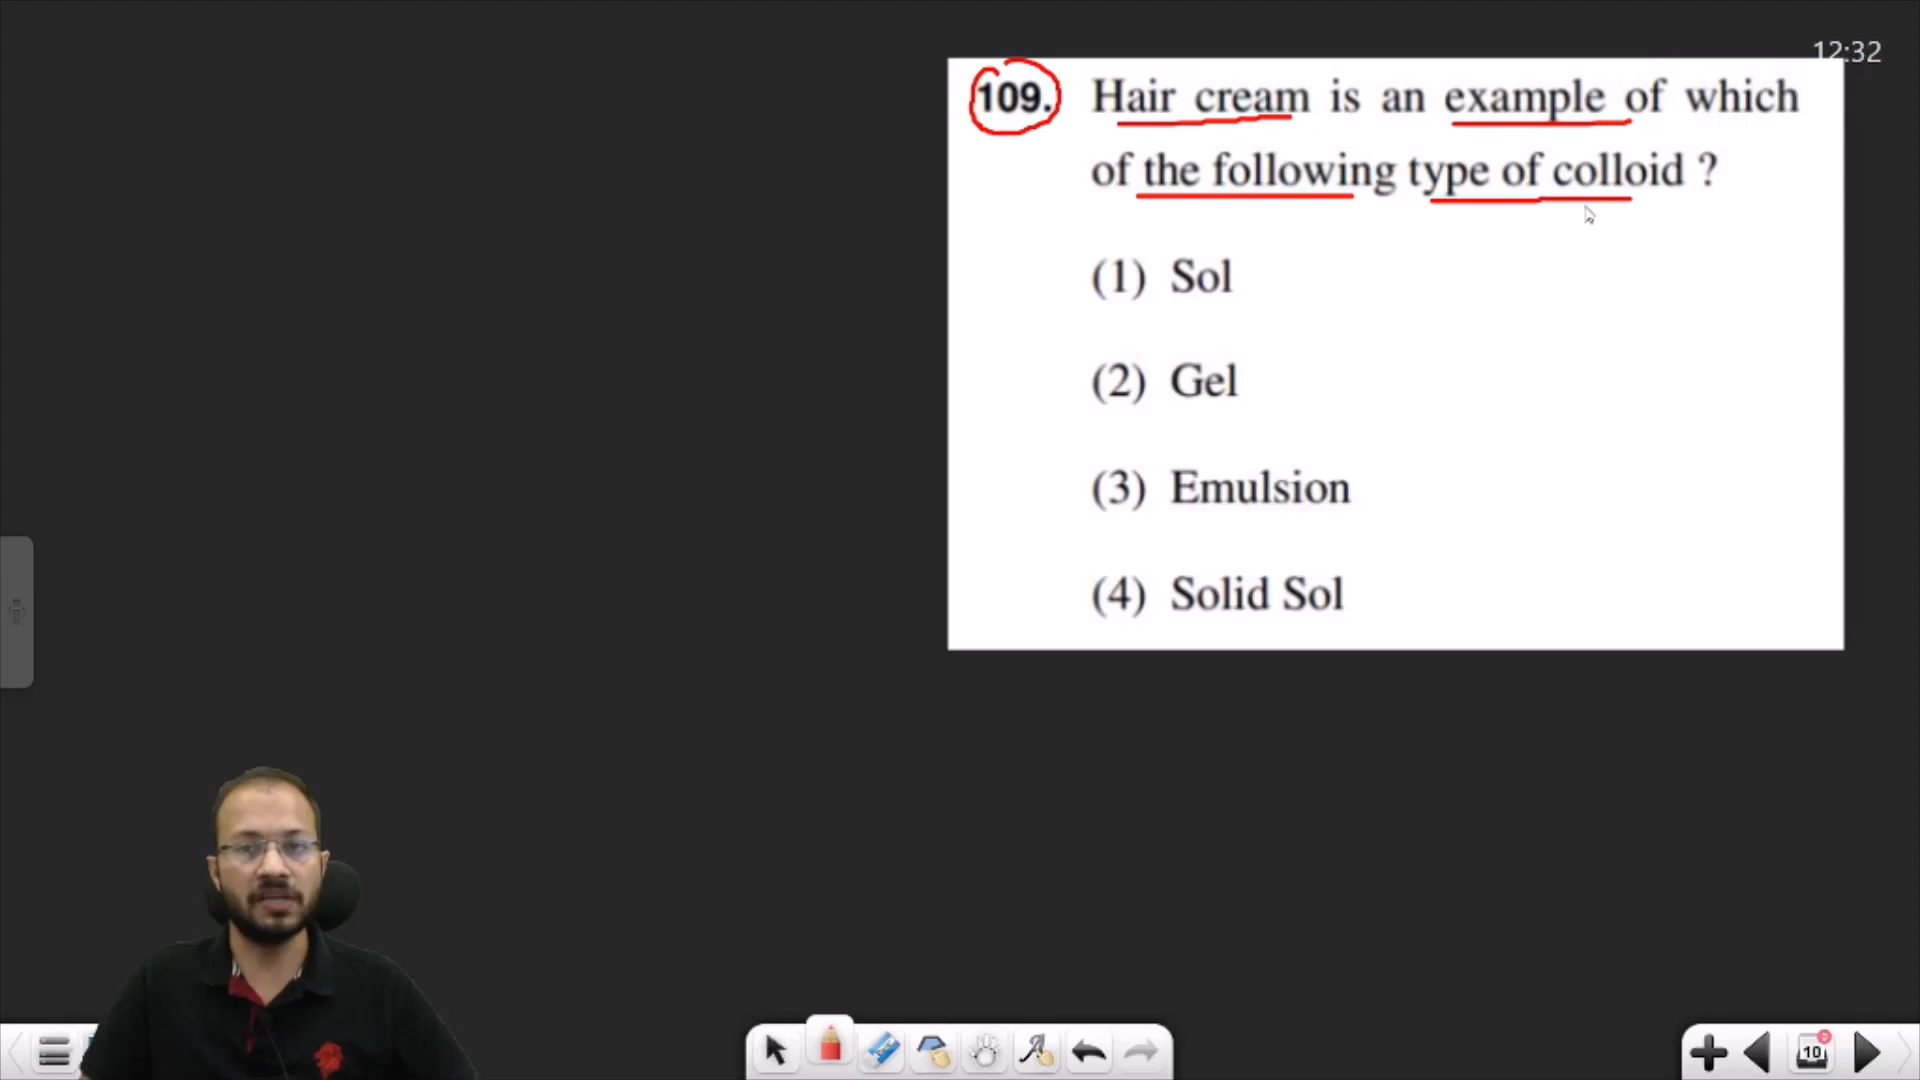 12:32
109. Hair cream is an example of which
of the following type of colloid ?
(1) Sol
(2) Gel
(3) Emulsion
(4) Solid Sol
10